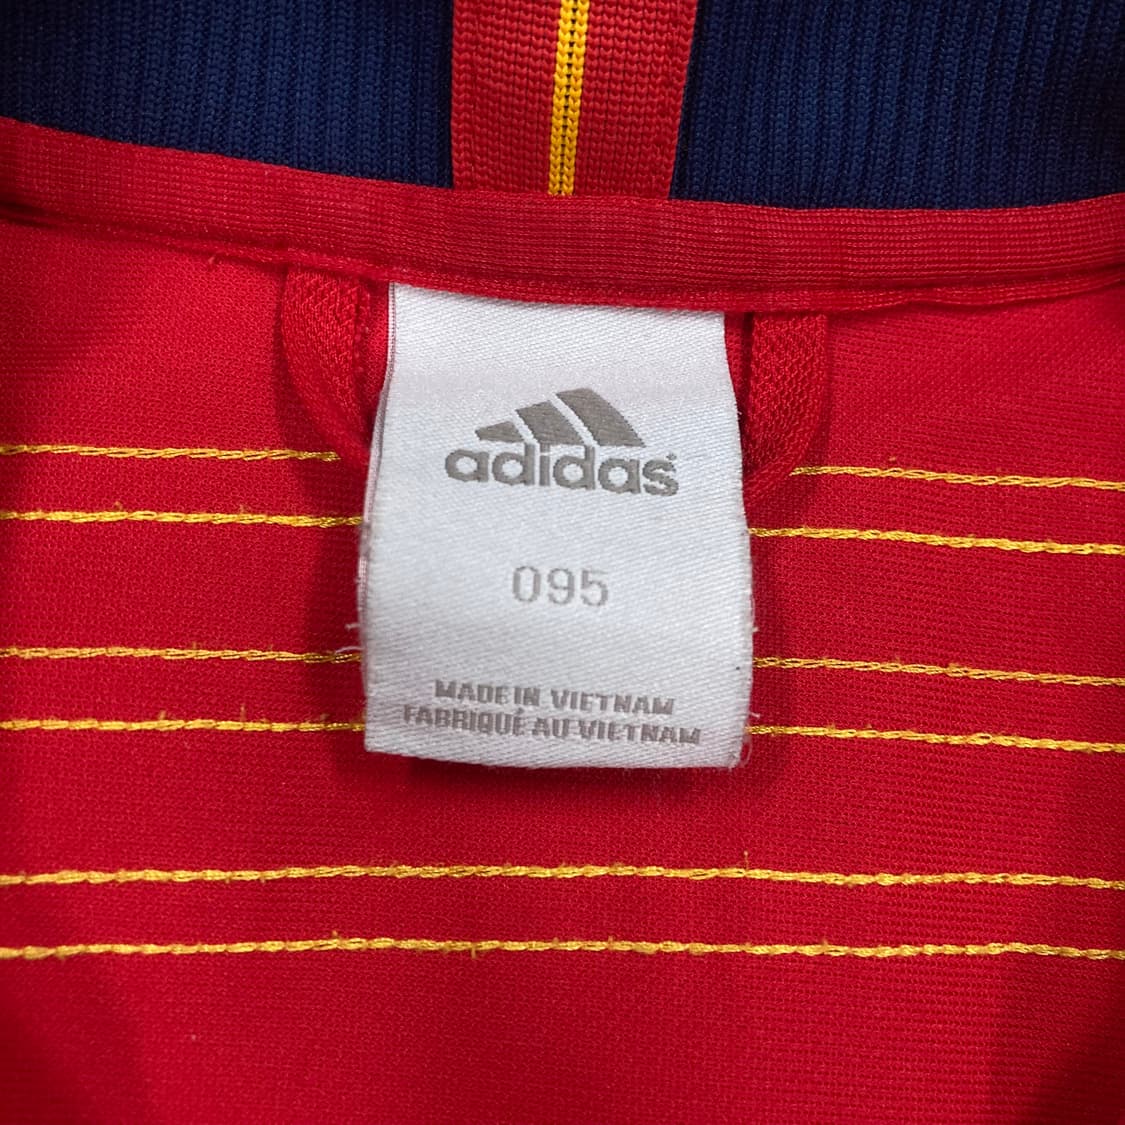 adidas
095
MADE IN VIETNAM
FABRIQUÉ AU VIETNAM